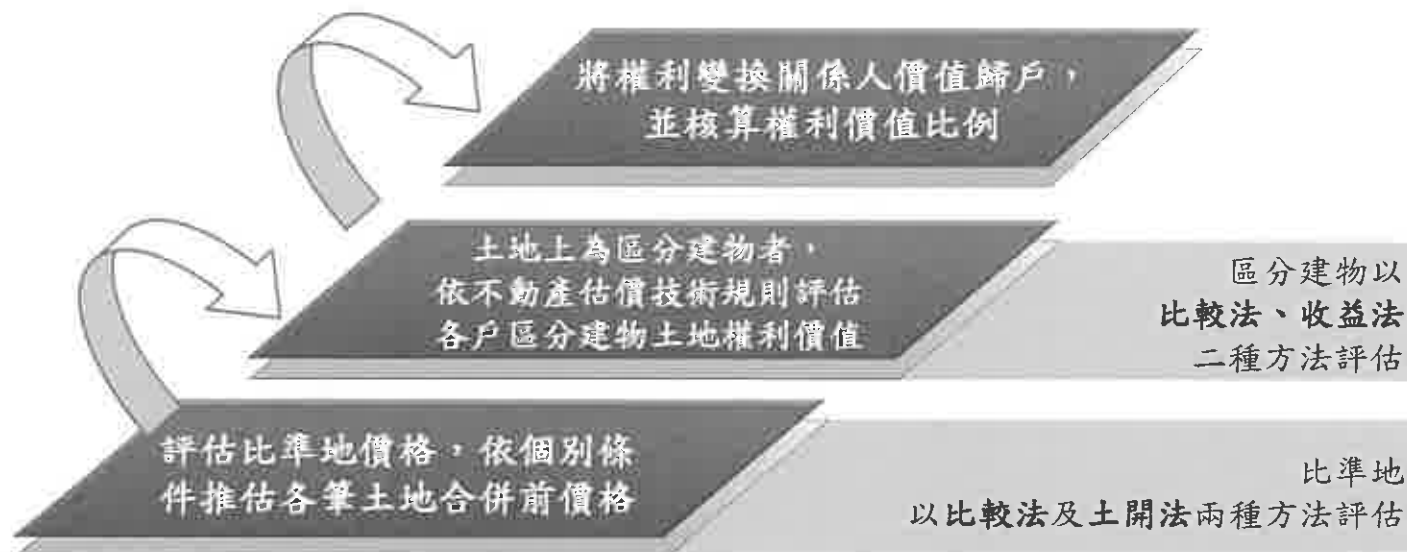 將權利變換關係人價值歸戶，
並核算權利價值比例
土地上為區分建物者，
依不動產估價技術規則評估
各戶區分建物土地權利價值
區分建物以
比較法、收益法
二種方法評估
評估比準地價格，依個別條
件推估各筆土地合併前價格
比準地
以比較法及土開法兩種方法評估